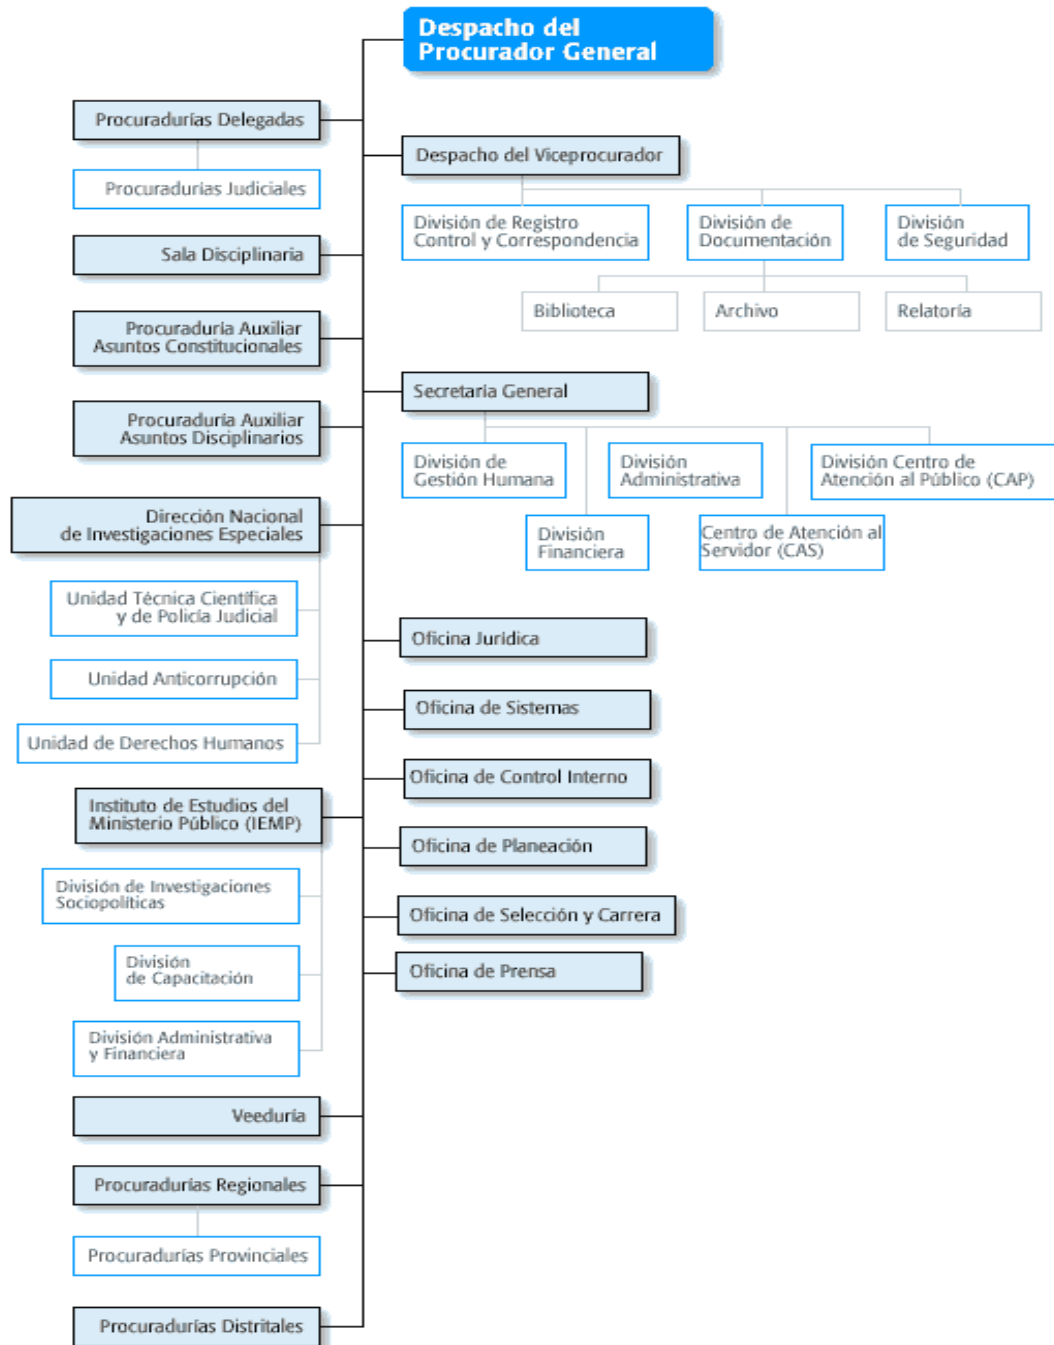 Despacho del
Procurador General
Procuradurías Delegadas
Procuradurías Judiciales
Sala Disciplinaria
Procuraduría Auxiliar
Asuntos Constitucionales
Procuraduría Auxiliar
Asuntos Disciplinarios
Dirección Nacional
de Investigaciones Especiales
Unidad Técnica Científica
y de Policía Judicial
Unidad Anticorrupción
Unidad de Derechos Humanos
Instituto de Estudios del
Ministerio Público (IEMP)
División de Investigaciones
Sociopolíticas
División
de Capacitación
División Administrativa
y Financiera
Veeduría
Procuradurías Regionales
Procuradurías Provinciales
Procuradurías Distritales
Despacho del Viceprocurador
División de Registro
Control y Correspondencia
División de
Documentación
División
de Seguridad
Biblioteca
Archivo
Relatoría
Secretaría General
División de
Gestión Humana
División
Administrativa
División Centro de
Atención al Público (CAP)
División
Financiera
Centro de Atención al
Servidor (CAS)
Oficina Jurídica
Oficina de Sistemas
Oficina de Control Interno
Oficina de Planeación
Oficina de Selección y Carrera
Oficina de Prensa